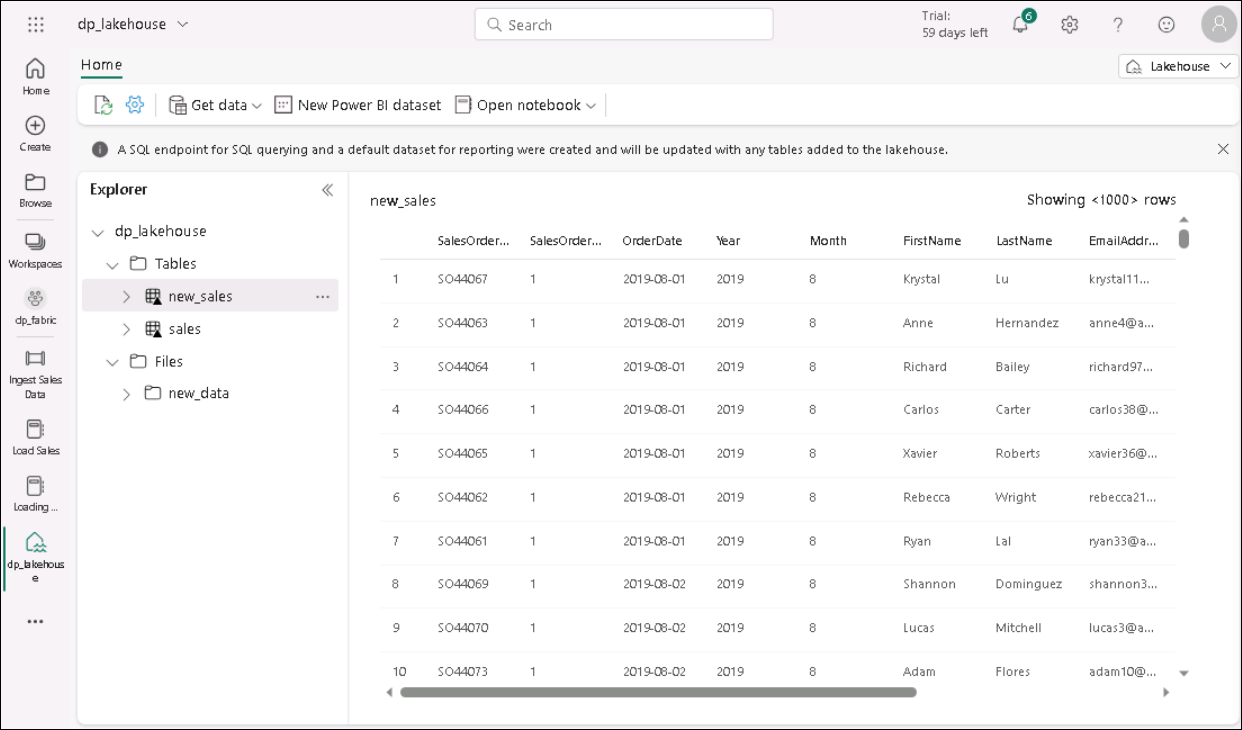 dp_lakehouse
Search
Trial:
59 days left
6
Home
Lakehouse
Home
Create
Browse
Workspaces
dp_fabric
Ingest Sales
Data
Load Sales
Loading ...
dp_lakehous
e
Get data
New Power BI dataset
Open notebook
A SQL endpoint for SQL querying and a default dataset for reporting were created and will be updated with any tables added to the lakehouse.
Explorer
dp_lakehouse
Tables
new_sales
sales
Files
new_data
new_sales
Showing <1000> rows
SalesOrder... SalesOrder... OrderDate Year Month FirstName LastName EmailAddr...
1 SO44067 1 2019-08-01 2019 8 Krystal Lu krystal11...
2 SO44063 1 2019-08-01 2019 8 Anne Hernandez anne4@a...
3 SO44064 1 2019-08-01 2019 8 Richard Bailey richard97...
4 SO44066 1 2019-08-01 2019 8 Carlos Carter carlos38@...
5 SO44065 1 2019-08-01 2019 8 Xavier Roberts xavier36@...
6 SO44062 1 2019-08-01 2019 8 Rebecca Wright rebecca21...
7 SO44061 1 2019-08-01 2019 8 Ryan Lal ryan33@a...
8 SO44069 1 2019-08-02 2019 8 Shannon Dominguez shannon3...
9 SO44070 1 2019-08-02 2019 8 Lucas Mitchell lucas3@a...
10 SO44073 1 2019-08-02 2019 8 Adam Flores adam10@...